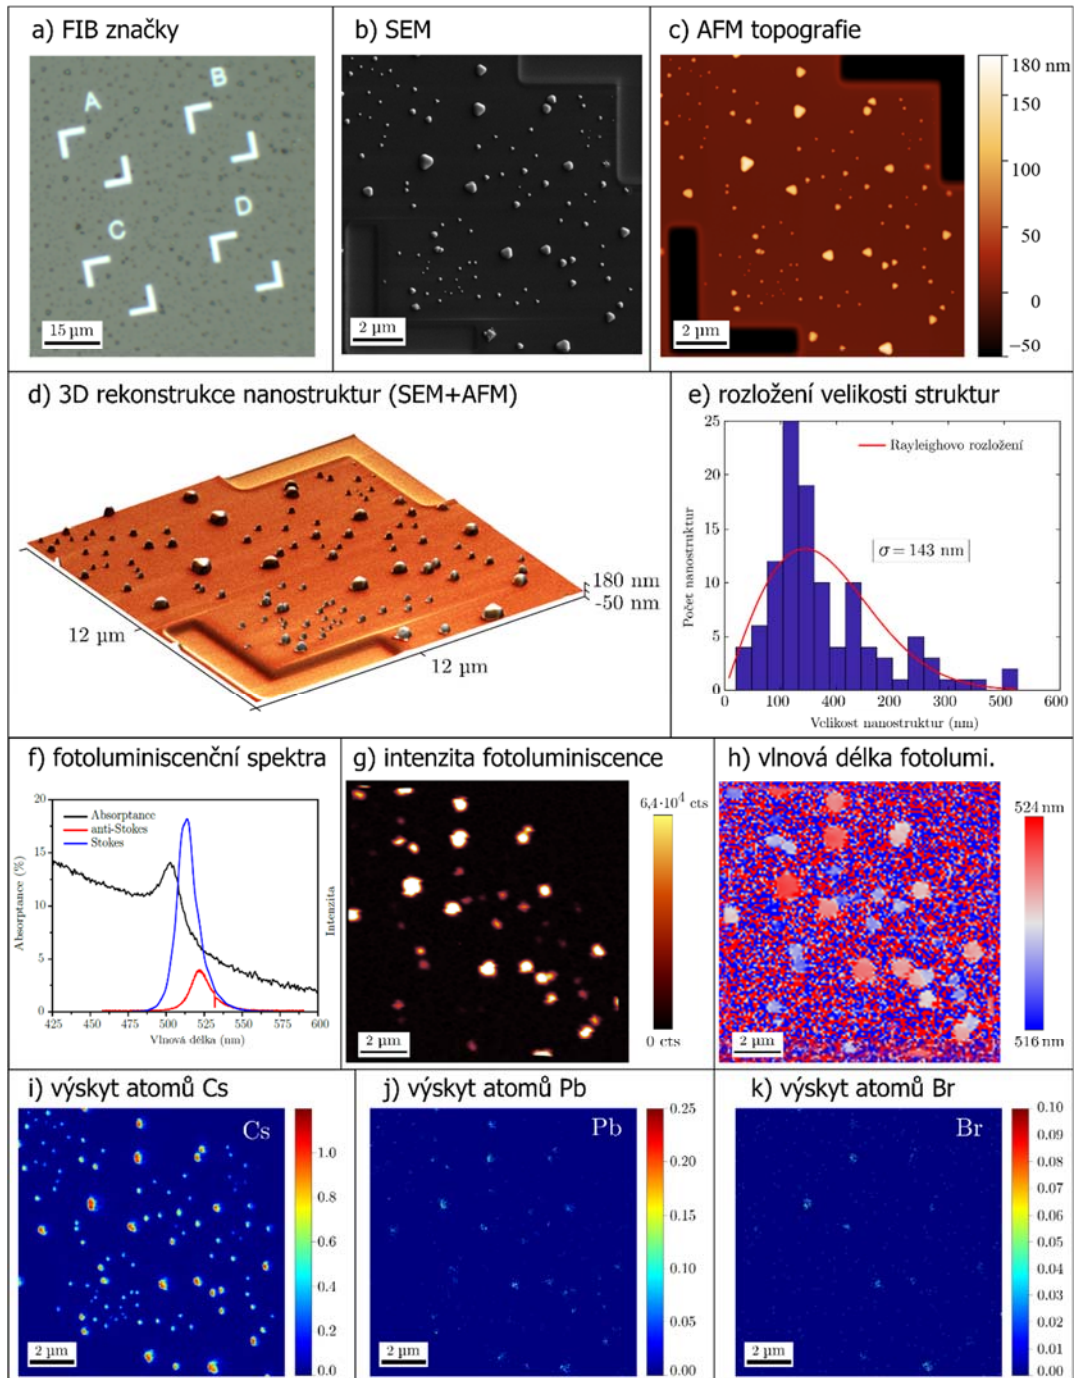 a) FIB značky
b) SEM
c) AFM topografie
A
B
C
D
15 µm
2 µm
2 µm
180 nm
150
100
50
0
−50
d) 3D rekonstrukce nanostruktur (SEM+AFM)
12 µm
12 µm
180 nm
-50 nm
e) rozložení velikosti struktur
25
20
15
10
5
0
Počet nanostruktur
Rayleighovo rozložení
σ = 143 nm
0 100 400 200 300 400 600
Velikost nanostruktur (nm)
f) fotoluminiscenční spektra
20
15
10
5
0
Absorptance (%)
Absorptance
anti-Stokes
Stokes
Intenzita
425 450 475 500 525 550 575 600
Vlnová délka (nm)
g) intenzita fotoluminiscence
6,4·10⁴ cts
0 cts
2 µm
h) vlnová délka fotolumi.
524 nm
516 nm
2 µm
i) výskyt atomů Cs
Cs
1.0
0.8
0.6
0.4
0.2
0.0
2 µm
j) výskyt atomů Pb
Pb
0.25
0.20
0.15
0.10
0.05
0.00
2 µm
k) výskyt atomů Br
Br
0.10
0.09
0.08
0.07
0.06
0.05
0.04
0.03
0.02
0.01
0.00
2 µm